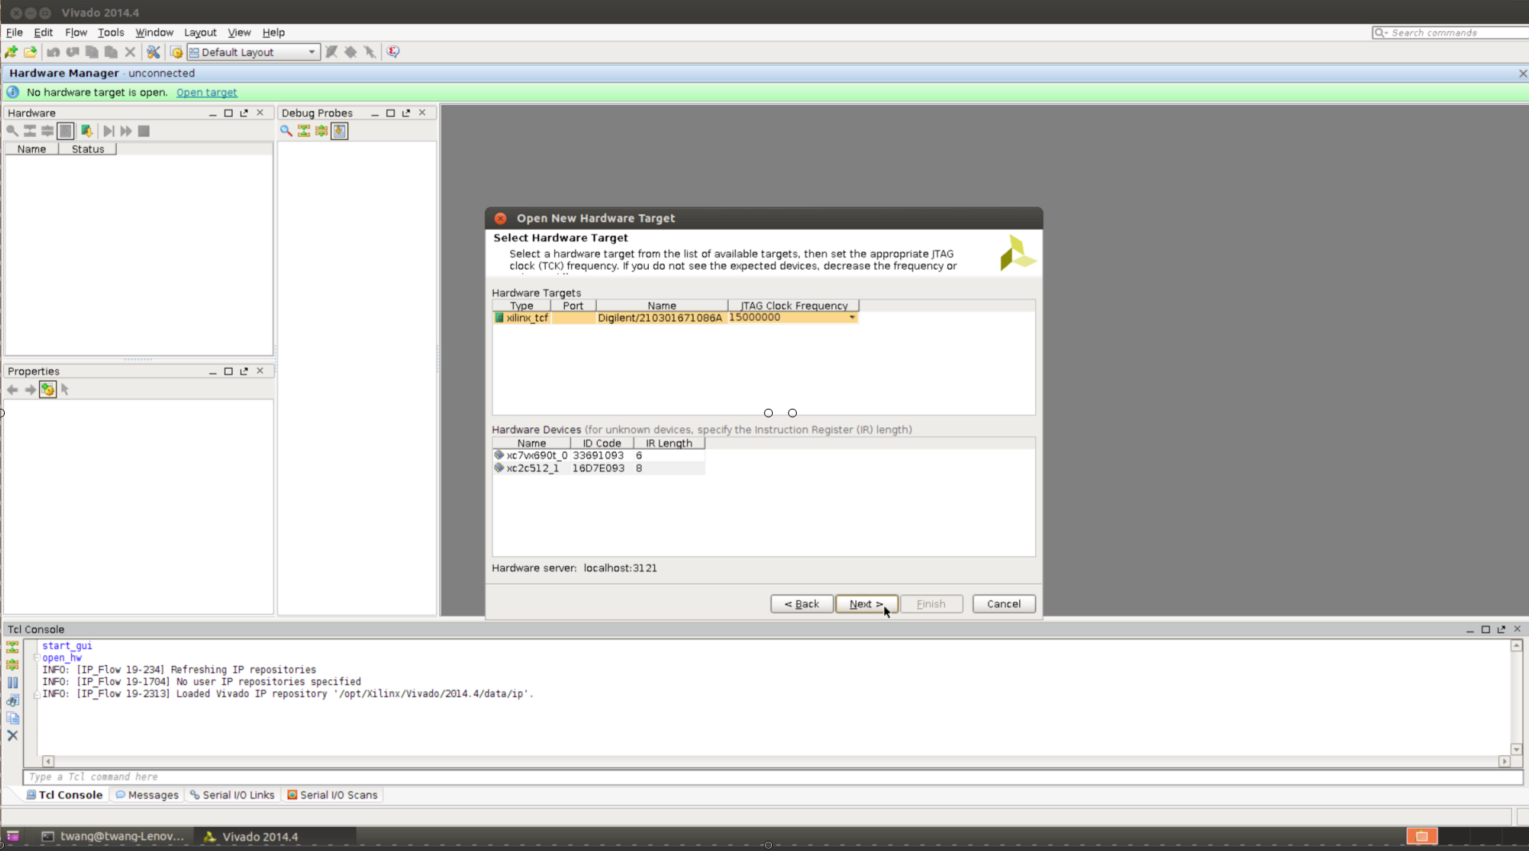 Vivado 2014.4
File Edit Flow Tools Window Layout View Help
Search commands
Default Layout
Hardware Manager - unconnected
No hardware target is open. Open target
Hardware
Name Status
Debug Probes
Properties
Open New Hardware Target
Select Hardware Target
Select a hardware target from the list of available targets, then set the appropriate JTAG
clock (TCK) frequency. If you do not see the expected devices, decrease the frequency or
Hardware Targets
Type Port Name JTAG Clock Frequency
xilinx_tcf Digilent/210301671086A 15000000
Hardware Devices (for unknown devices, specify the Instruction Register (IR) length)
Name ID Code IR Length
xc7vx690t_0 33691093 6
xc2c512_1 16D7E093 8
Hardware server: localhost:3121
< Back Next > Finish Cancel
Tcl Console
start_gui
open_hw
INFO: [IP_Flow 19-234] Refreshing IP repositories
INFO: [IP_Flow 19-1704] No user IP repositories specified
INFO: [IP_Flow 19-2313] Loaded Vivado IP repository '/opt/Xilinx/Vivado/2014.4/data/ip'.
Type a Tcl command here
Tcl Console Messages Serial I/O Links Serial I/O Scans
twang@twang-Lenov... Vivado 2014.4